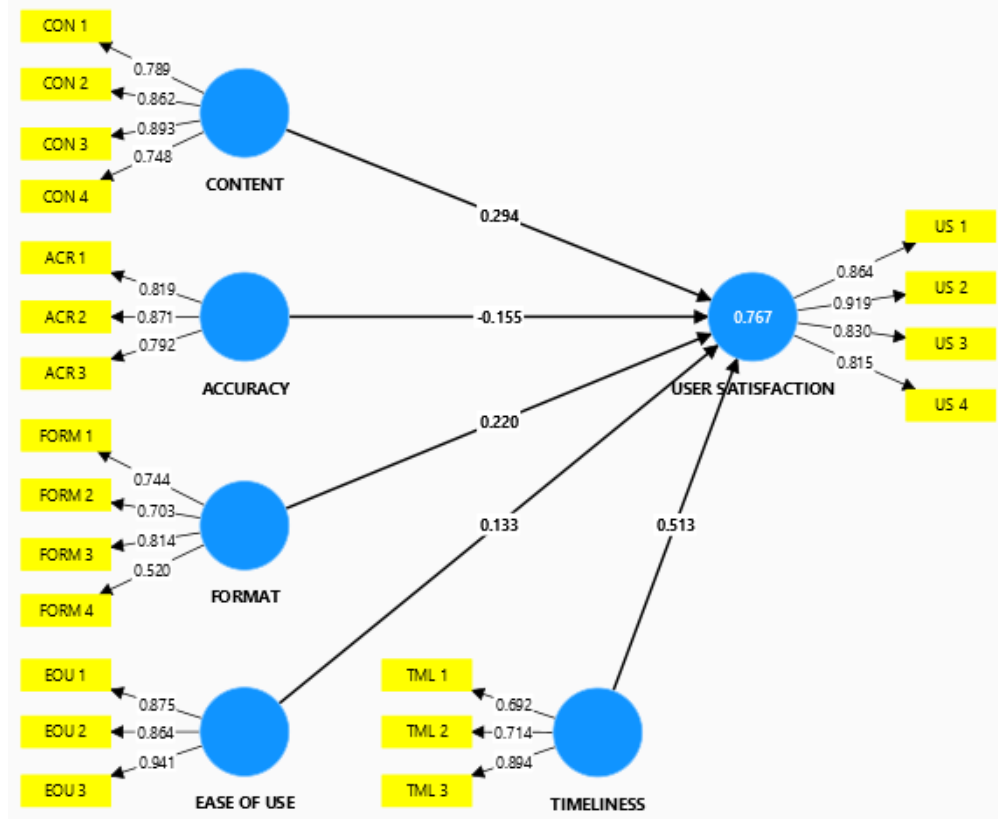 CON 1
CON 2
CON 3
CON 4
0.789
0.862
0.893
0.748
CONTENT
0.294
ACR 1
ACR 2
ACR 3
0.819
0.871
0.792
ACCURACY
-0.155
FORM 1
FORM 2
FORM 3
FORM 4
0.744
0.703
0.814
0.520
FORMAT
0.220
EOU 1
EOU 2
EOU 3
0.875
0.864
0.941
EASE OF USE
0.133
TML 1
TML 2
TML 3
0.692
0.714
0.894
TIMELINESS
0.513
0.767
USER SATISFACTION
0.864
0.919
0.830
0.815
US 1
US 2
US 3
US 4